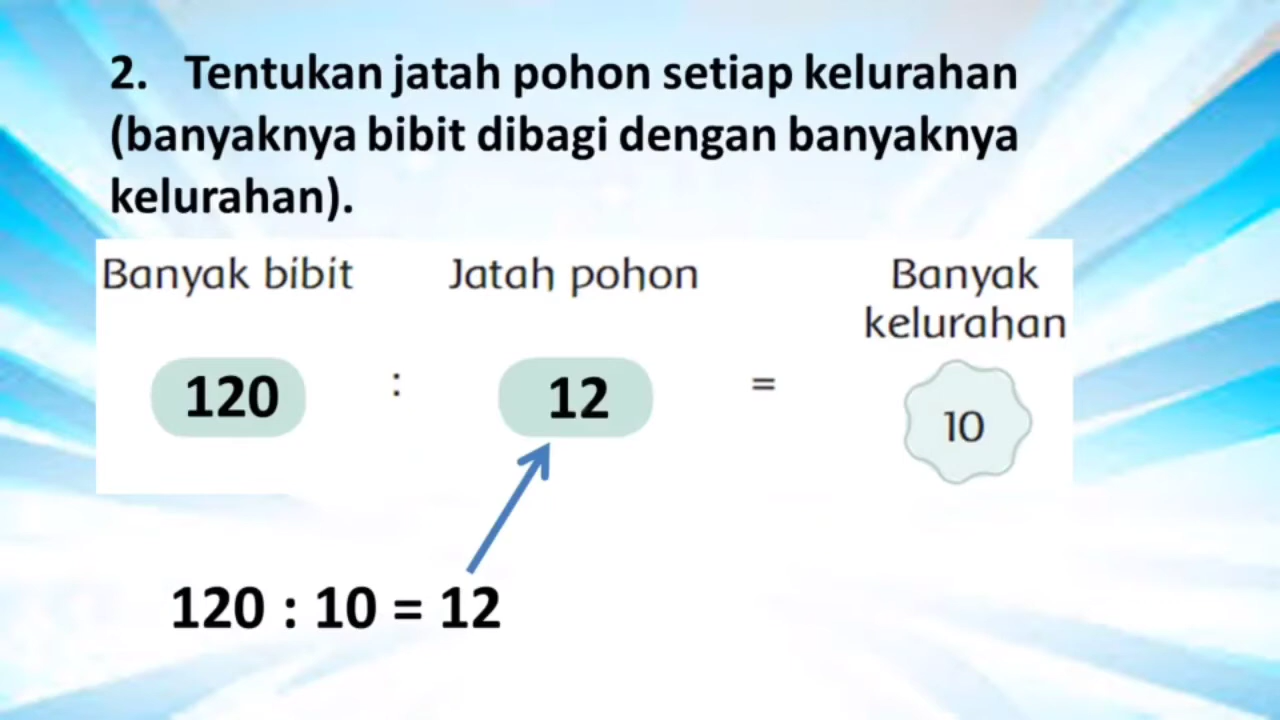 2. Tentukan jatah pohon setiap kelurahan
(banyaknya bibit dibagi dengan banyaknya
kelurahan).
Banyak bibit Jatah pohon Banyak
kelurahan
120 : 12 = 10
120 : 10 = 12